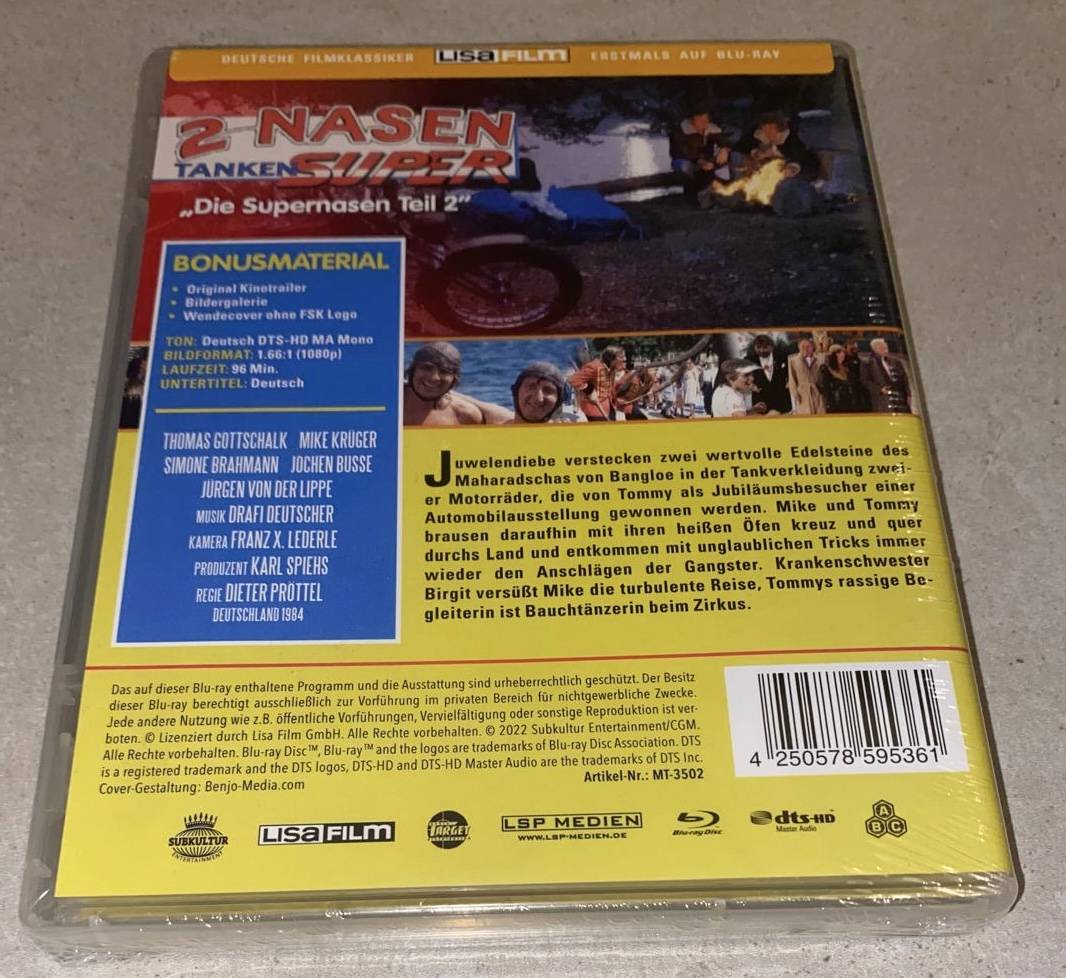 DEUTSCHE FILMKLASSIKER LISA FILM ERSTMALS AUF BLU-RAY
2 NASEN
TANKEN SUPER
„Die Supernasen Teil 2"
BONUSMATERIAL
• Original Kinotrailer
• Bildergalerie
• Wendecover ohne FSK Logo
TON: Deutsch DTS-HD MA Mono
BILDFORMAT: 1.66:1 (1080p)
LAUFZEIT: 96 Min.
UNTERTITEL: Deutsch
THOMAS GOTTSCHALK MIKE KRÜGER
SIMONE BRAHMANN JOCHEN BUSSE
JÜRGEN VON DER LIPPE
MUSIK DRAFI DEUTSCHER
KAMERA FRANZ X. LEDERLE
PRODUZENT KARL SPIEHS
REGIE DIETER PRÖTTEL
DEUTSCHLAND 1984
Juwelendiebe verstecken zwei wertvolle Edelsteine des
Maharadschas von Bangloe in der Tankverkleidung zwei-
er Motorräder, die von Tommy als Jubiläumsbesucher einer
Automobilausstellung gewonnen werden. Mike und Tommy
brausen daraufhin mit ihren heißen Öfen kreuz und quer
durchs Land und entkommen mit unglaublichen Tricks immer
wieder den Anschlägen der Gangster. Krankenschwester
Birgit versüßt Mike die turbulente Reise, Tommys rassige Be-
gleiterin ist Bauchtänzerin beim Zirkus.
Das auf dieser Blu-ray enthaltene Programm und die Ausstattung sind urheberrechtlich geschützt. Der Besitz
dieser Blu-ray berechtigt ausschließlich zur Vorführung im privaten Bereich für nichtgewerbliche Zwecke.
Jede andere Nutzung wie z.B. öffentliche Vorführungen, Vervielfältigung oder sonstige Reproduktion ist ver-
boten. © Lizenziert durch Lisa Film GmbH. Alle Rechte vorbehalten. © 2022 Subkultur Entertainment/CGM.
Alle Rechte vorbehalten. Blu-ray Disc™, Blu-ray™ and the logos are trademarks of Blu-ray Disc Association. DTS
is a registered trademark and the DTS logos, DTS-HD and DTS-HD Master Audio are the trademarks of DTS Inc.
Cover-Gestaltung: Benjo-Media.com Artikel-Nr.: MT-3502
4 250578 595361
SUBKULTUR
ENTERTAINMENT
LISA FILM
TARGET
LSP MEDIEN
WWW.LSP-MEDIEN.DE
Blu-ray Disc
dts-HD
Master Audio
A
B C